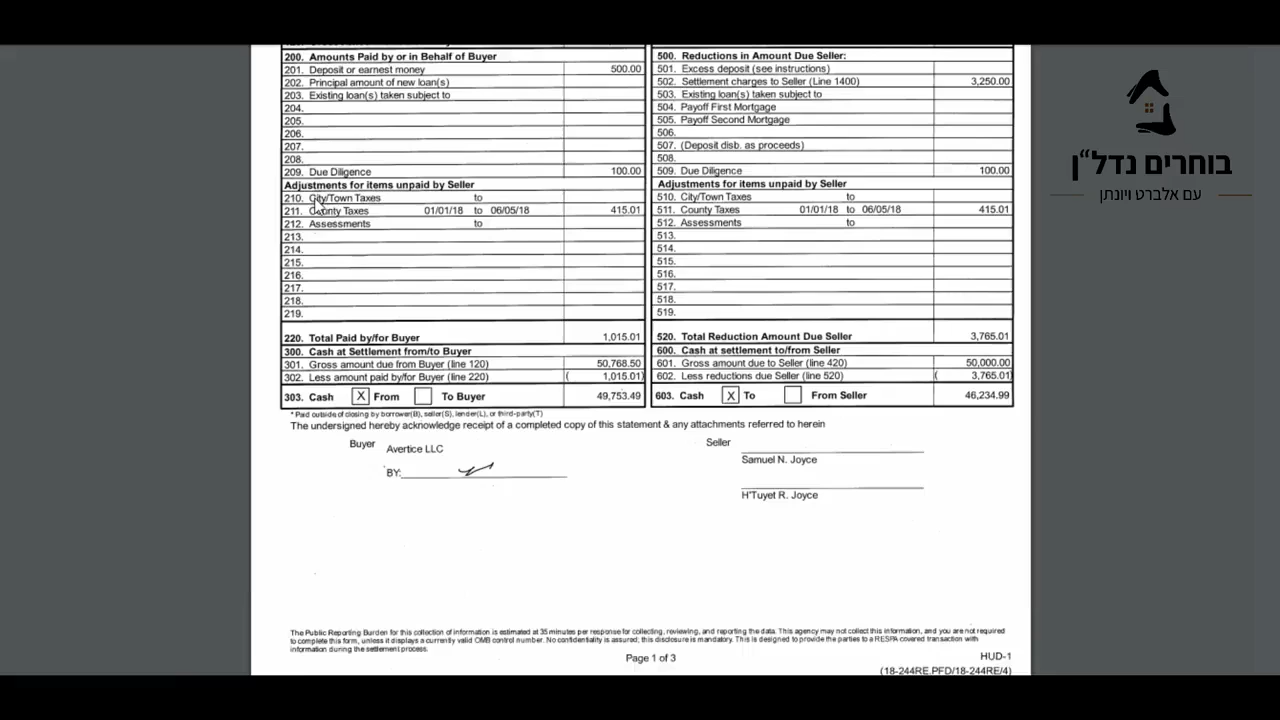 200. Amounts Paid by or in Behalf of Buyer
201. Deposit or earnest money 500.00
202. Principal amount of new loan(s)
203. Existing loan(s) taken subject to
204.
205.
206.
207.
208.
209. Due Diligence 100.00
Adjustments for items unpaid by Seller
210. City/Town Taxes to
211. County Taxes 01/01/18 to 06/05/18 415.01
212. Assessments to
213.
214.
215.
216.
217.
218.
219.
220. Total Paid by/for Buyer 1,015.01
300. Cash at Settlement from/to Buyer
301. Gross amount due from Buyer (line 120) 50,768.50
302. Less amount paid by/for Buyer (line 220) ( 1,015.01)
303. Cash X From To Buyer 49,753.49
500. Reductions in Amount Due Seller:
501. Excess deposit (see instructions)
502. Settlement charges to Seller (Line 1400) 3,250.00
503. Existing loan(s) taken subject to
504. Payoff First Mortgage
505. Payoff Second Mortgage
506.
507. (Deposit disb. as proceeds)
508.
509. Due Diligence 100.00
Adjustments for items unpaid by Seller
510. City/Town Taxes to
511. County Taxes 01/01/18 to 06/05/18 415.01
512. Assessments to
513.
514.
515.
516.
517.
518.
519.
520. Total Reduction Amount Due Seller 3,765.01
600. Cash at settlement to/from Seller
601. Gross amount due to Seller (line 420) 50,000.00
602. Less reductions due Seller (line 520) ( 3,765.01)
603. Cash X To From Seller 46,234.99
* Paid outside of closing by borrower(B), seller(S), lender(L), or third-party(T)
The undersigned hereby acknowledge receipt of a completed copy of this statement & any attachments referred to herein
Buyer Avertice LLC
BY:
Seller
Samuel N. Joyce
H'Tuyet R. Joyce
The Public Reporting Burden for this collection of information is estimated at 35 minutes per response for collecting, reviewing, and reporting the data. This agency may not collect this information, and you are not required
to complete this form, unless it displays a currently valid OMB control number. No confidentiality is assured; this disclosure is mandatory. This is designed to provide the parties to a RESPA covered transaction with
information during the settlement process.
Page 1 of 3
HUD-1
(18-244RE.PFD/18-244RE/4)
בוחרים נדל"ן
עם אלברט ויונתן